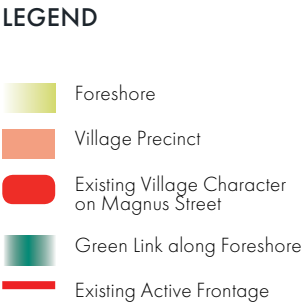 LEGEND
Foreshore
Village Precinct
Existing Village Character
on Magnus Street
Green Link along Foreshore
Existing Active Frontage